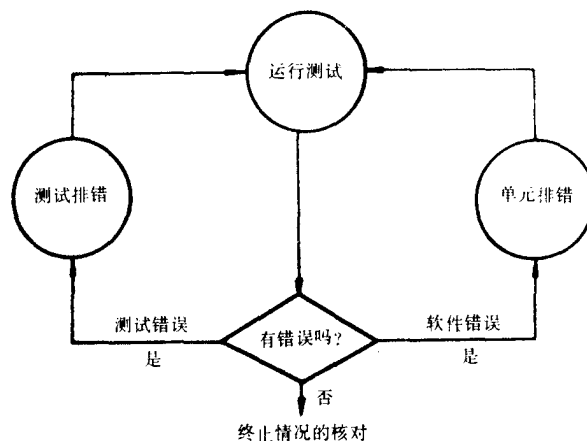 运行测试
测试排错
单元排错
测试错误
是
有错误吗?
软件错误
是
否
终止情况的核对